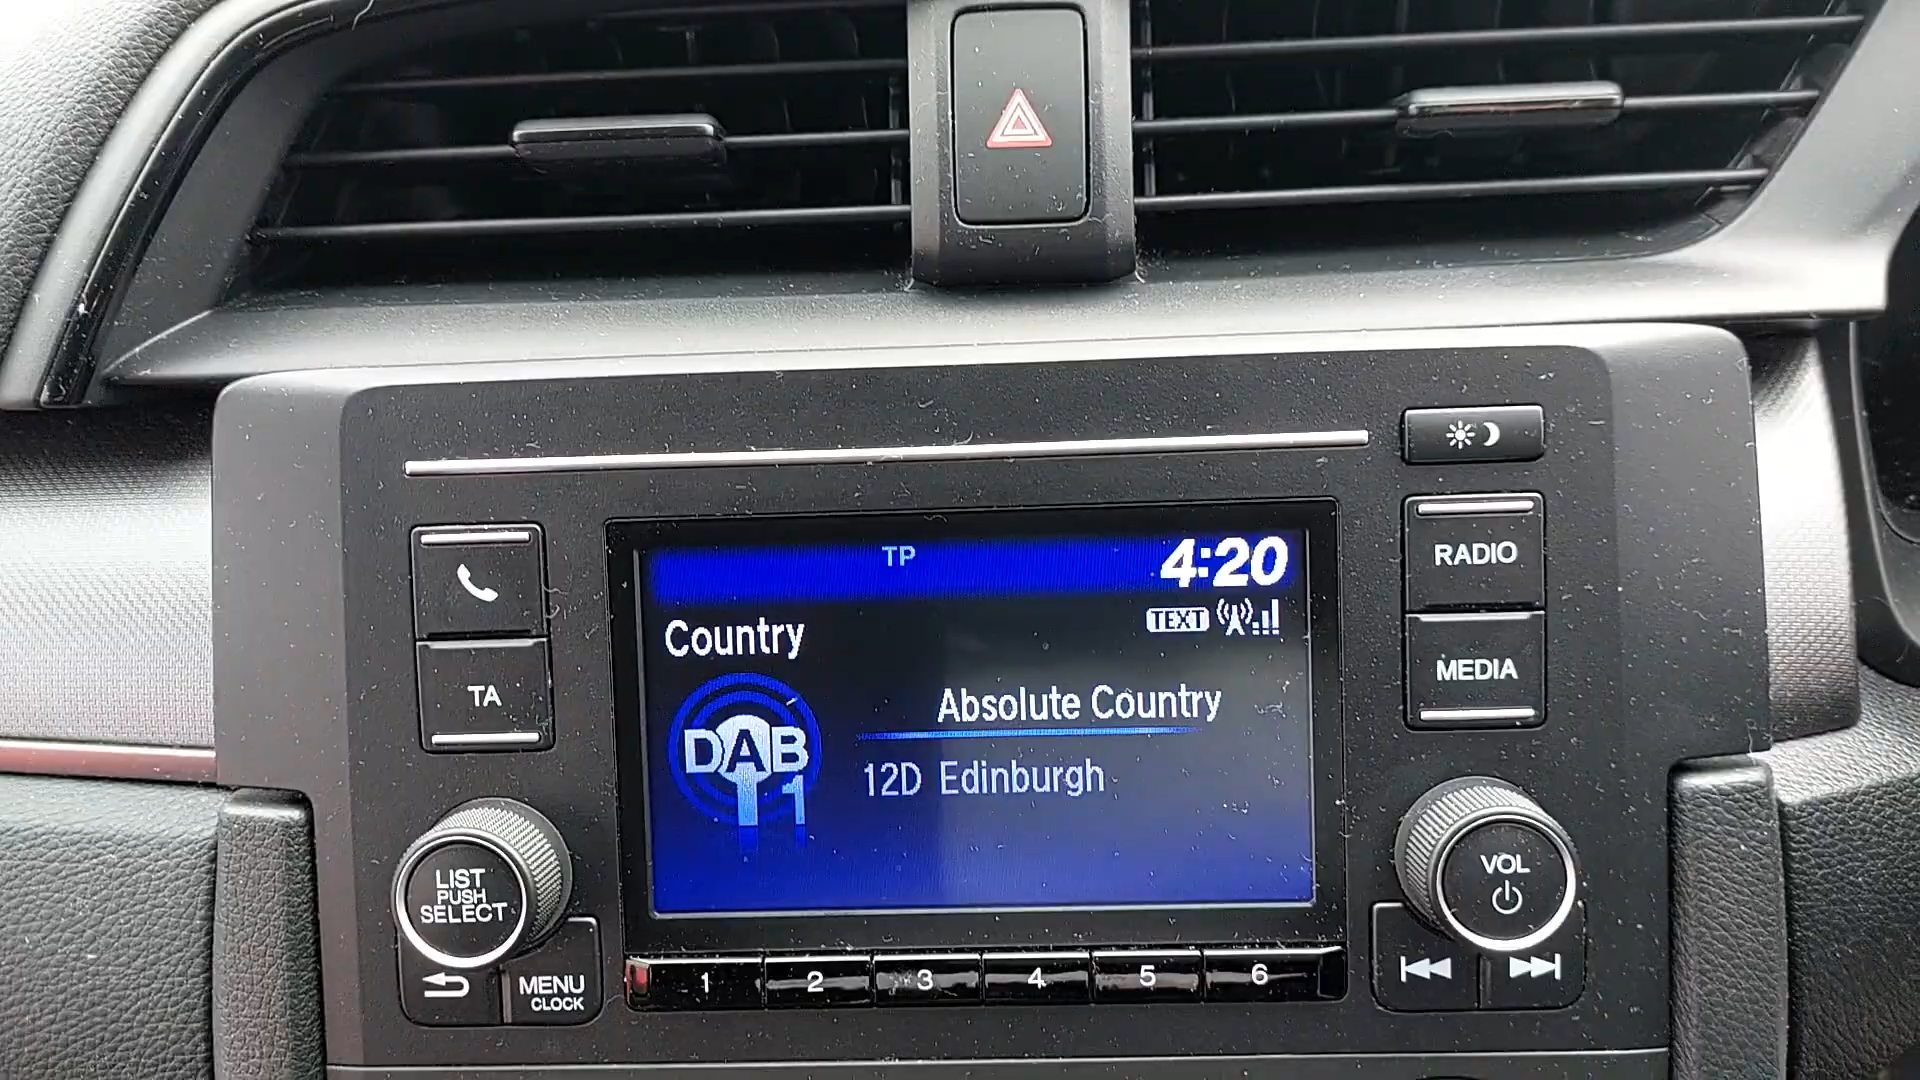 TP
4:20
TEXT
Country
DAB
1
Absolute Country
12D Edinburgh
RADIO
MEDIA
TA
LIST
PUSH
SELECT
VOL
MENU
CLOCK
1
2
3
4
5
6